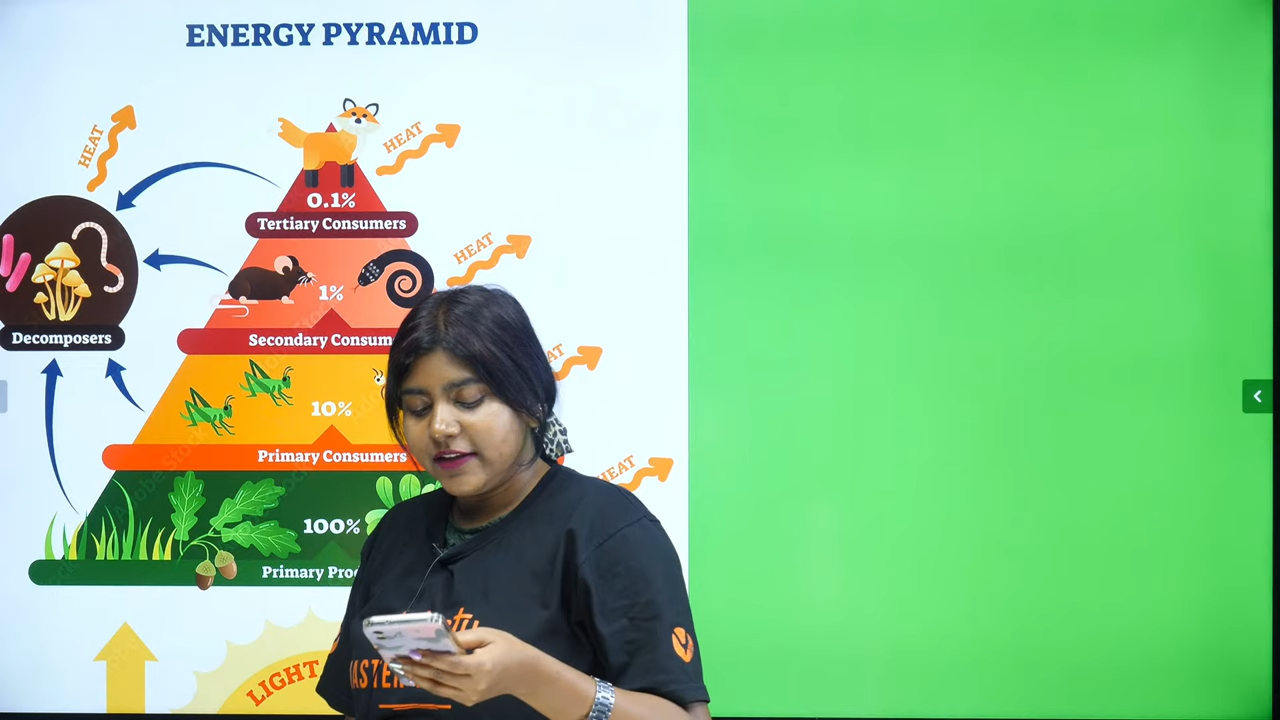 ENERGY PYRAMID
HEAT
HEAT
0.1%
Tertiary Consumers
HEAT
1%
Decomposers
Secondary Consum
AT
10%
Primary Consumers
HEAT
100%
Primary Pro
LIGHT